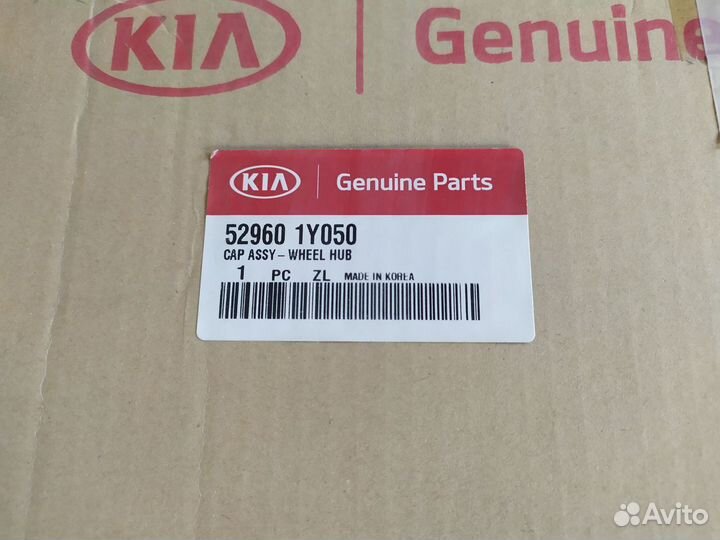 KIA Genuine
KIA Genuine Parts
52960 1Y050
CAP ASSY - WHEEL HUB
1 PC ZL MADE IN KOREA
Avito